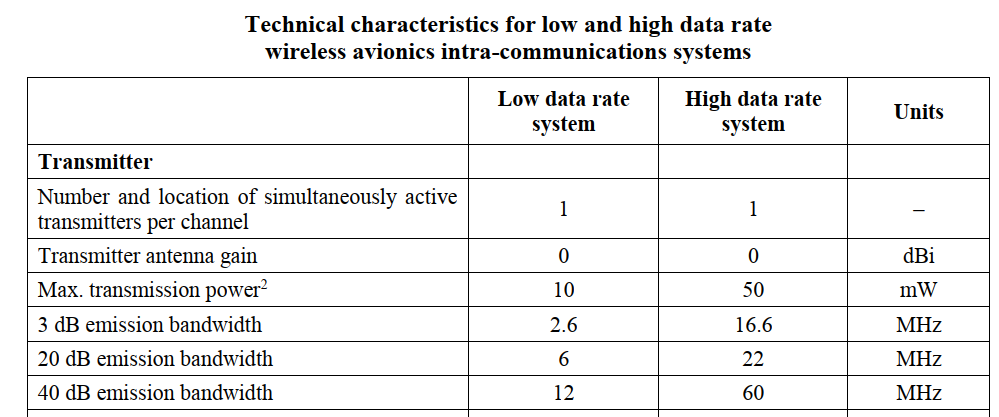 Technical characteristics for low and high data rate
wireless avionics intra-communications systems
Low data rate system High data rate system Units
Transmitter
Number and location of simultaneously active transmitters per channel 1 1 –
Transmitter antenna gain 0 0 dBi
Max. transmission power² 10 50 mW
3 dB emission bandwidth 2.6 16.6 MHz
20 dB emission bandwidth 6 22 MHz
40 dB emission bandwidth 12 60 MHz